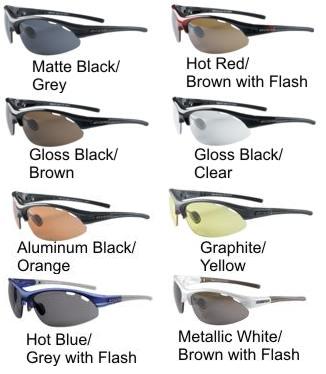 Matte Black/
Grey
Hot Red/
Brown with Flash
Gloss Black/
Brown
Gloss Black/
Clear
Aluminum Black/
Orange
Graphite/
Yellow
Hot Blue/
Grey with Flash
Metallic White/
Brown with Flash